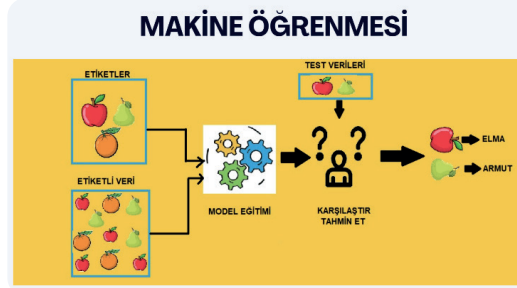 MAKİNE ÖĞRENMESİ
TEST VERİLERİ
ETİKETLER
ELMA
ETİKETLİ VERİ
ARMUT
MODEL EĞİTİMİ
KARŞILAŞTIR
TAHMİN ET